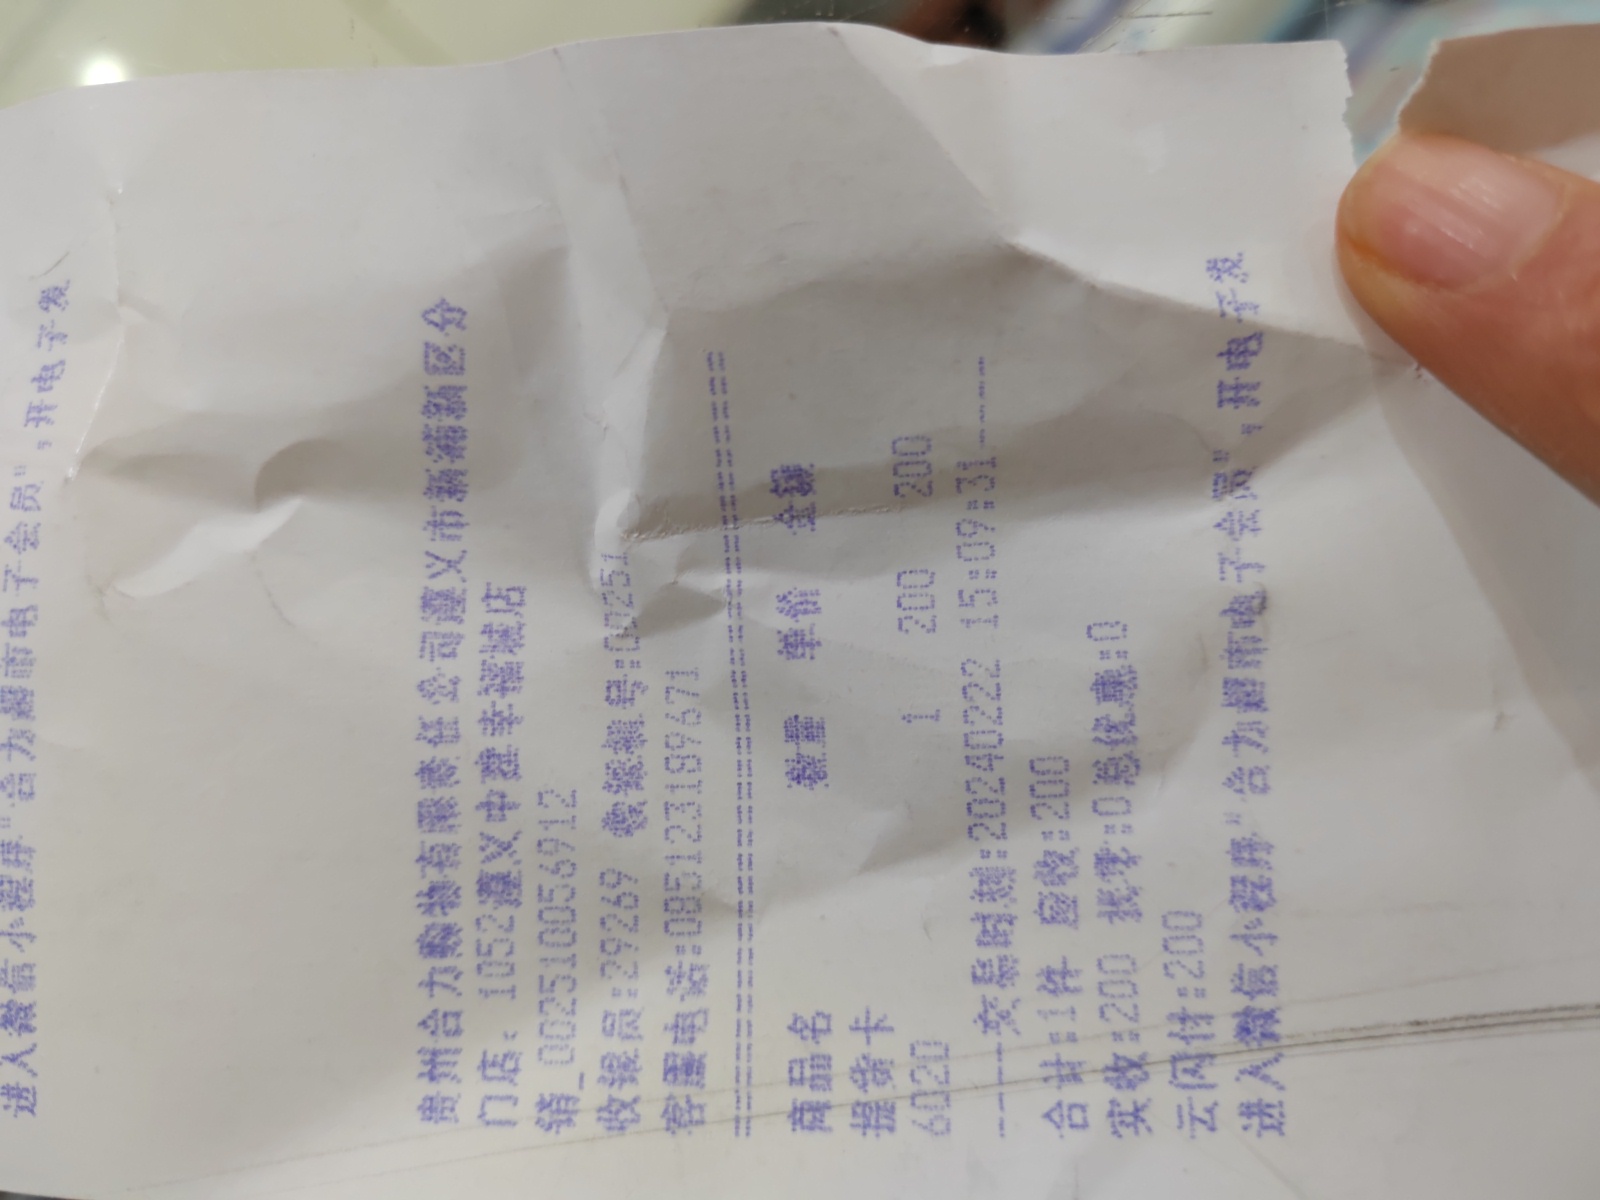 进入微信小程序"合力超市电子会员",开电子发
贵州合力购物有限责任公司遵义市新蒲新区分
门店: 1052遵义中建幸福城店
销_0025100056912
收银员:29269 收银机号:00251
客服电话:085123189671
商品名 数量 单价 金额
提货卡
6020 1 200 200
------交易时刻:20240222 15:09:31------
合计:1件 应收:200
实收:200 找零:0总优惠:0
云闪付:200
进入微信小程序"合力超市电子会员",开电子发